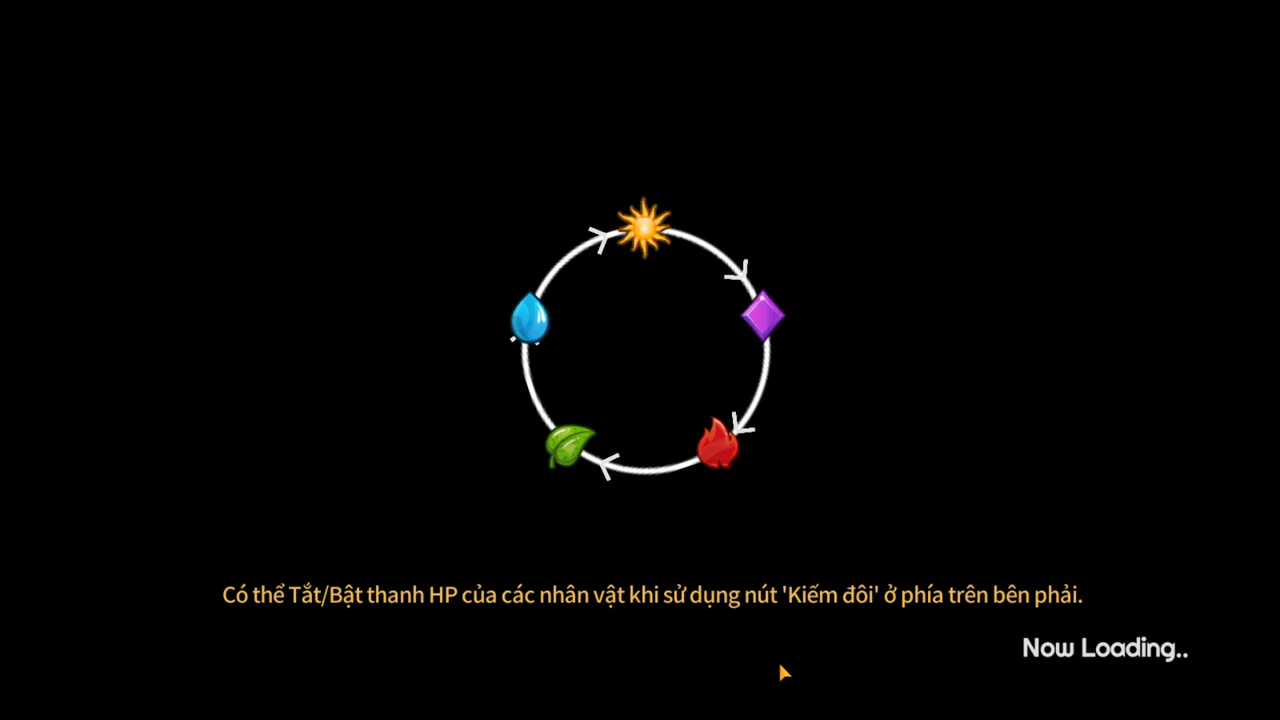 Có thể Tắt/Bật thanh HP của các nhân vật khi sử dụng nút 'Kiếm đôi' ở phía trên bên phải.
Now Loading..